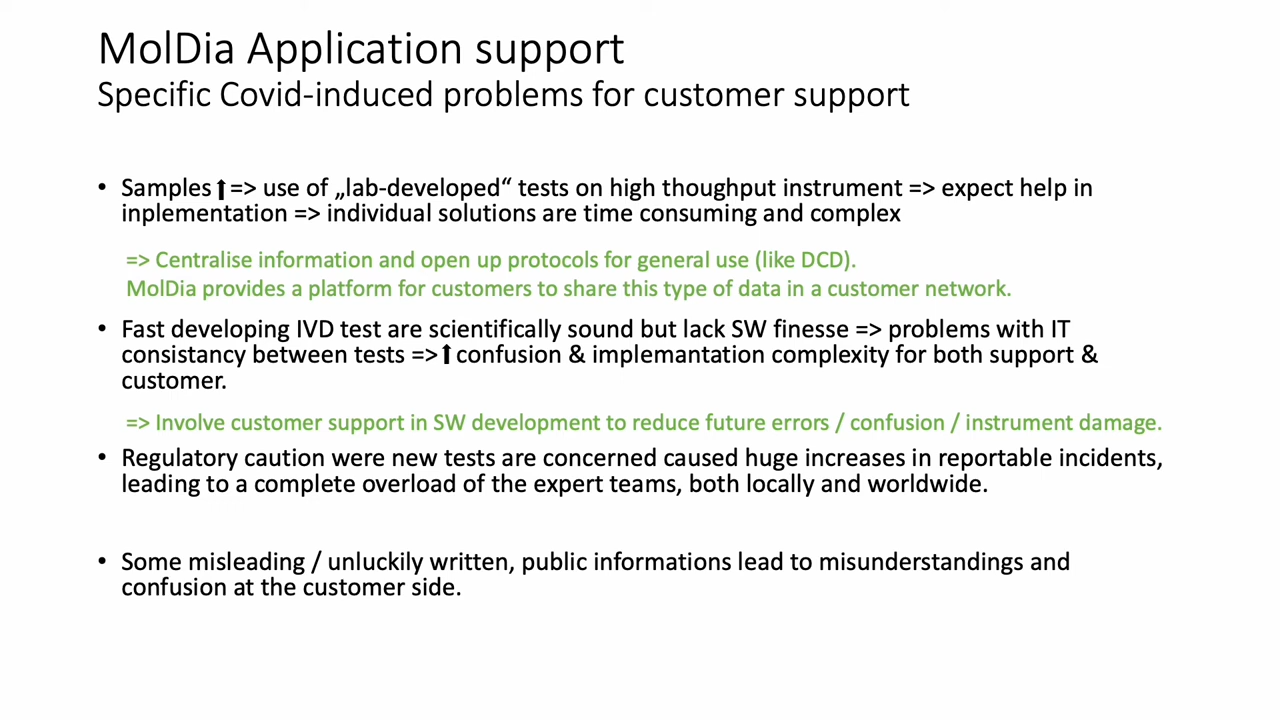 MolDia Application support
Specific Covid-induced problems for customer support
• Samples⬆=> use of „lab-developed“ tests on high thoughput instrument => expect help in
inplementation => individual solutions are time consuming and complex
=> Centralise information and open up protocols for general use (like DCD).
MolDia provides a platform for customers to share this type of data in a customer network.
• Fast developing IVD test are scientifically sound but lack SW finesse => problems with IT
consistancy between tests =>⬆confusion & implemantation complexity for both support &
customer.
=> Involve customer support in SW development to reduce future errors / confusion / instrument damage.
• Regulatory caution were new tests are concerned caused huge increases in reportable incidents,
leading to a complete overload of the expert teams, both locally and worldwide.
• Some misleading / unluckily written, public informations lead to misunderstandings and
confusion at the customer side.